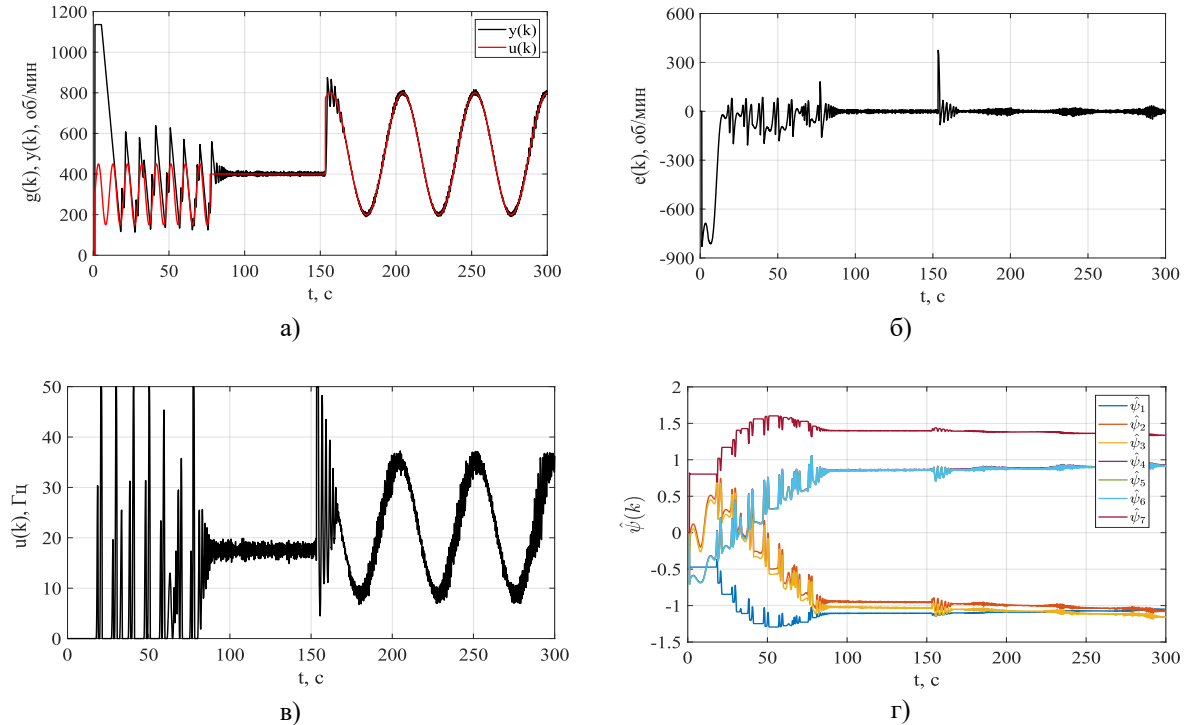 g(k), y(k), об/мин
1200
1000
800
600
400
200
0
y(k)
u(k)
0 50 100 150 200 250 300
t, с
а)
e(k), об/мин
600
300
0
-300
-600
-900
0 50 100 150 200 250 300
t, с
б)
u(k), Гц
50
40
30
20
10
0
0 50 100 150 200 250 300
t, с
в)
ψ̂(k)
2
1.5
1
0.5
0
-0.5
-1
-1.5
ψ̂₁
ψ̂₂
ψ̂₃
ψ̂₄
ψ̂₅
ψ̂₆
ψ̂₇
0 50 100 150 200 250 300
t, с
г)